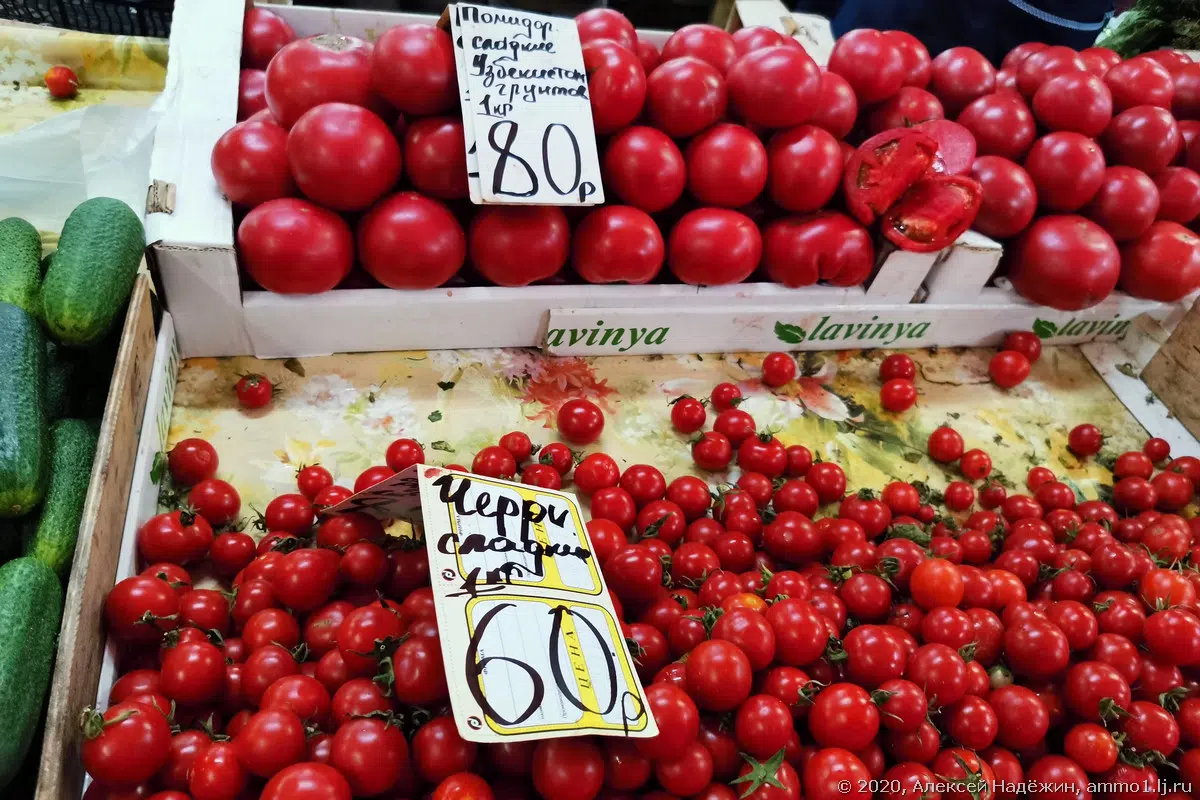 Помидор.
сладкие
Узбекистан
грунтов
1кг
80р
lavinya
lavinya
lavin
Черри
сладкие
1кг
ЦЕНА
60р
© 2020, Алексей Надёжин, ammo1.lj.ru